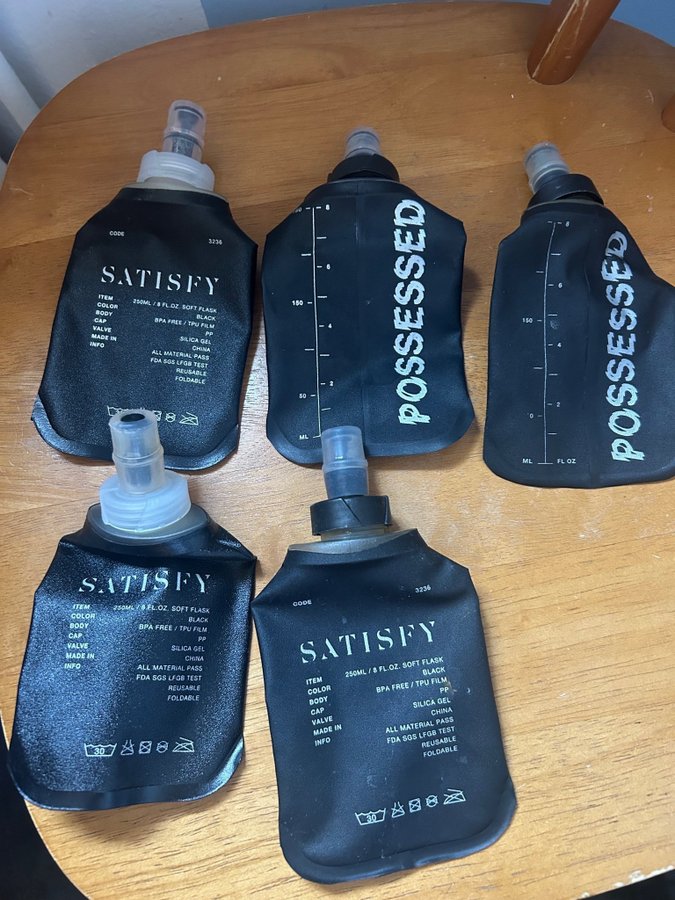 CODE 3236
SATISFY
ITEM 250ML / 8 FL.OZ. SOFT FLASK
COLOR BLACK
BODY BPA FREE / TPU FILM
CAP PP
VALVE SILICA GEL
MADE IN CHINA
INFO ALL MATERIAL PASS
FDA SGS LFGB TEST
REUSABLE
FOLDABLE
8
6
150
4
2
50
ML
POSSESSED
8
6
150
4
2
0
ML FL OZ
POSSESSED
SATISFY
ITEM 250ML / 8 FL.OZ. SOFT FLASK
COLOR BLACK
BODY BPA FREE / TPU FILM
CAP PP
VALVE SILICA GEL
MADE IN CHINA
INFO ALL MATERIAL PASS
FDA SGS LFGB TEST
REUSABLE
FOLDABLE
30
CODE 3236
SATISFY
ITEM 250ML / 8 FL.OZ. SOFT FLASK
COLOR BLACK
BODY BPA FREE / TPU FILM
CAP PP
VALVE SILICA GEL
MADE IN CHINA
INFO ALL MATERIAL PASS
FDA SGS LFGB TEST
REUSABLE
FOLDABLE
30